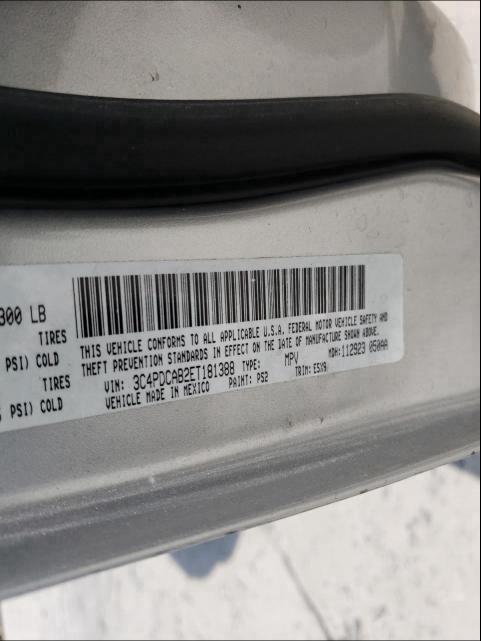 300 LB
TIRES
PSI) COLD
TIRES
PSI) COLD
THIS VEHICLE CONFORMS TO ALL APPLICABLE U.S.A. FEDERAL MOTOR VEHICLE SAFETY AND
THEFT PREVENTION STANDARDS IN EFFECT ON THE DATE OF MANUFACTURE SHOWN ABOVE.
VIN: 3C4PDCAB2ET181388 TYPE: MPV MDH: 112923 050AA
VEHICLE MADE IN MEXICO PAINT: PS2 TRIM: E5X9